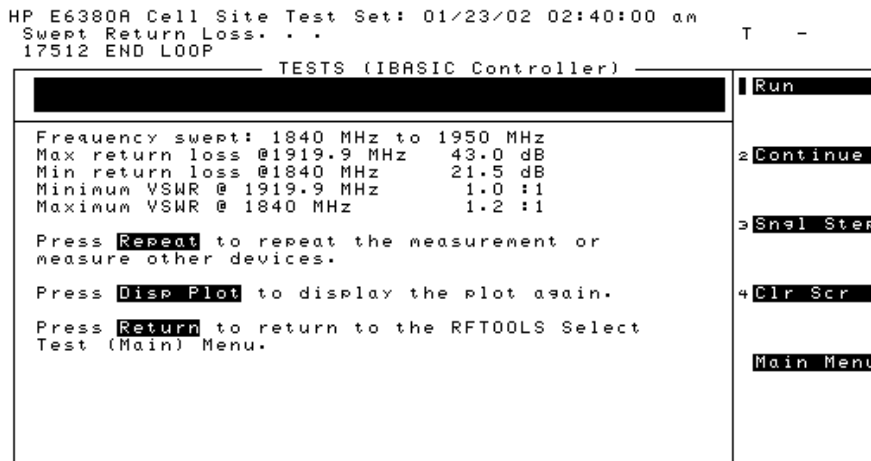 HP E6380A Cell Site Test Set: 01/23/02 02:40:00 am
Swept Return Loss. . .
T -
17512 END LOOP
TESTS (IBASIC Controller)
1 Run
Frequency swept: 1840 MHz to 1950 MHz
Max return loss @1919.9 MHz 43.0 dB
2 Continue
Min return loss @1840 MHz 21.5 dB
Minimum VSWR @ 1919.9 MHz 1.0 :1
Maximum VSWR @ 1840 MHz 1.2 :1
3 Sngl Step
Press Repeat to repeat the measurement or
measure other devices.
Press Disp Plot to display the plot again.
4 Clr Scr
Press Return to return to the RFTOOLS Select
Test (Main) Menu.
Main Menu